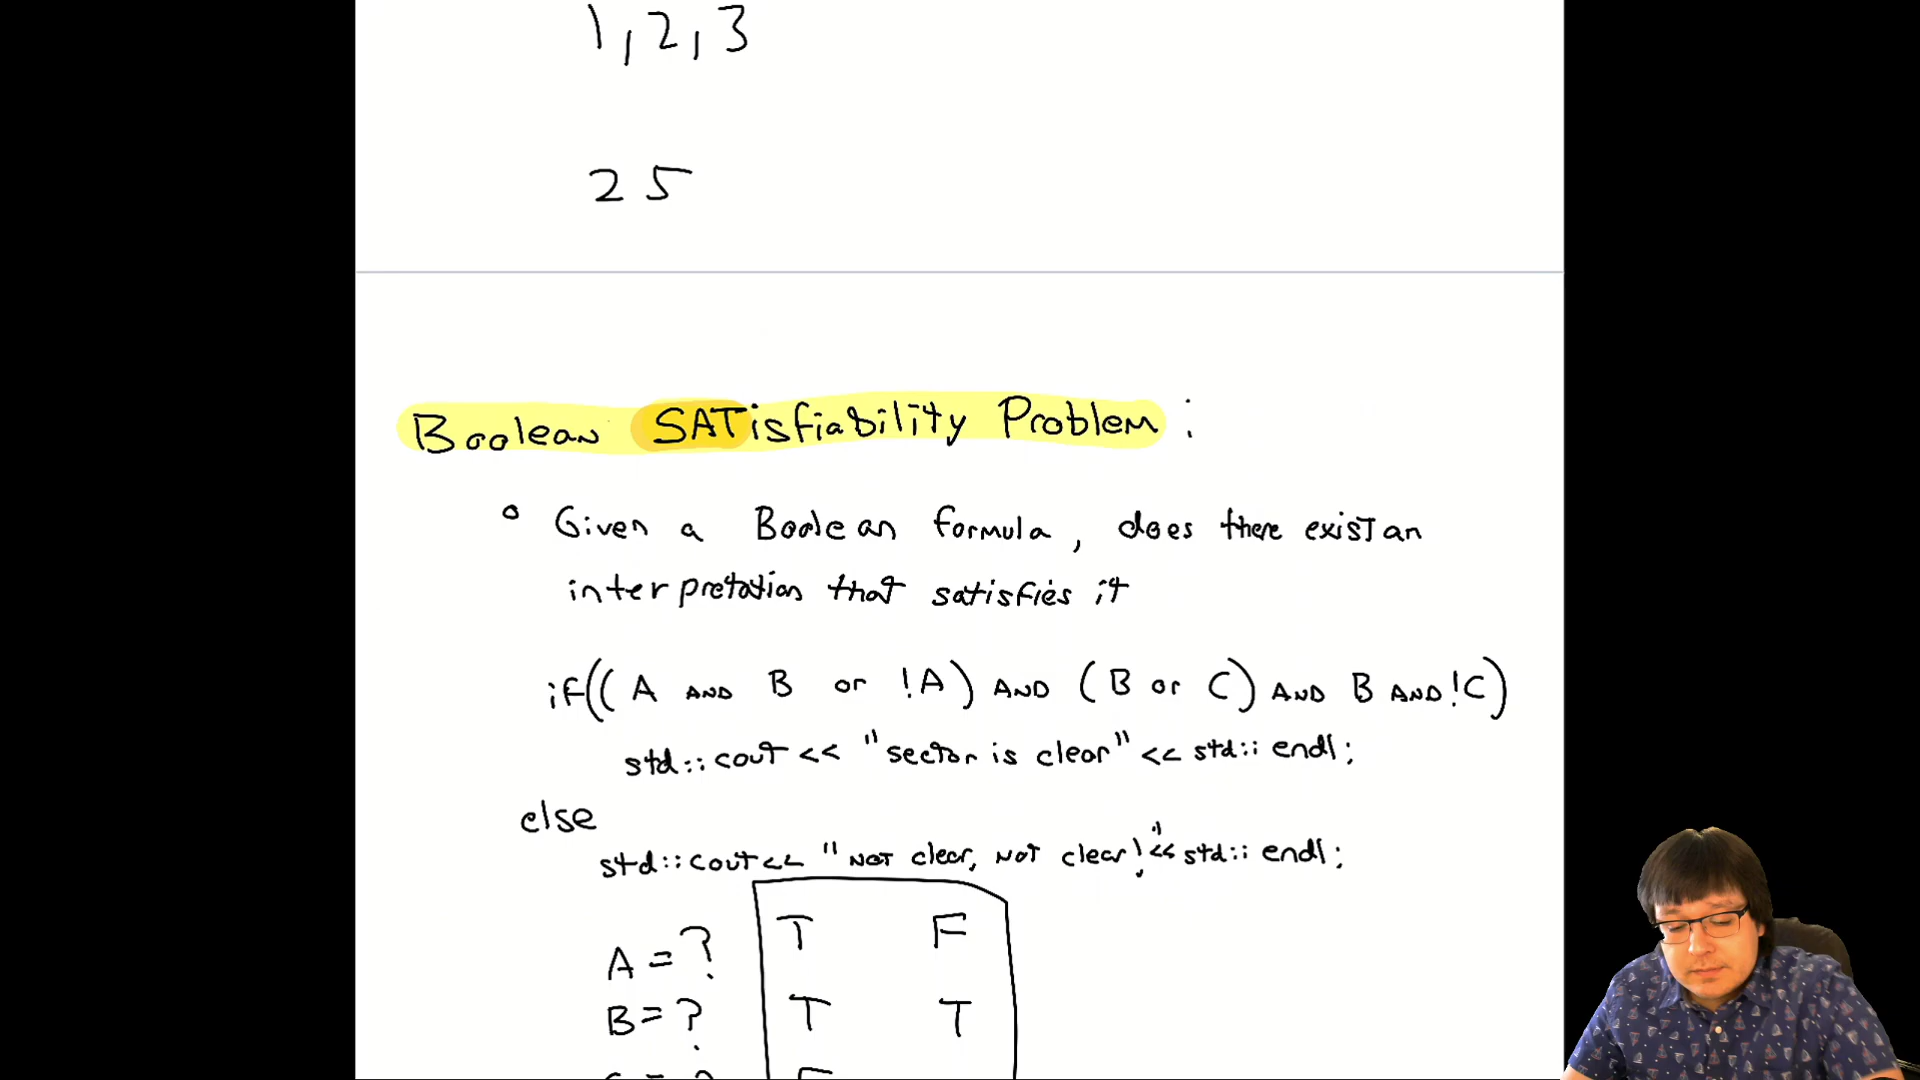 1,2,3
25
Boolean SATisfiability Problem:
° Given a Boolean formula, does there exist an
interpretation that satisfies it
if((A AND B or !A) AND (B or C) AND B AND !C)
std::cout << "sector is clear" << std::endl;
else
std::cout << "NOT clear, NOT clear!" << std::endl;
A = ? T F
B = ? T T